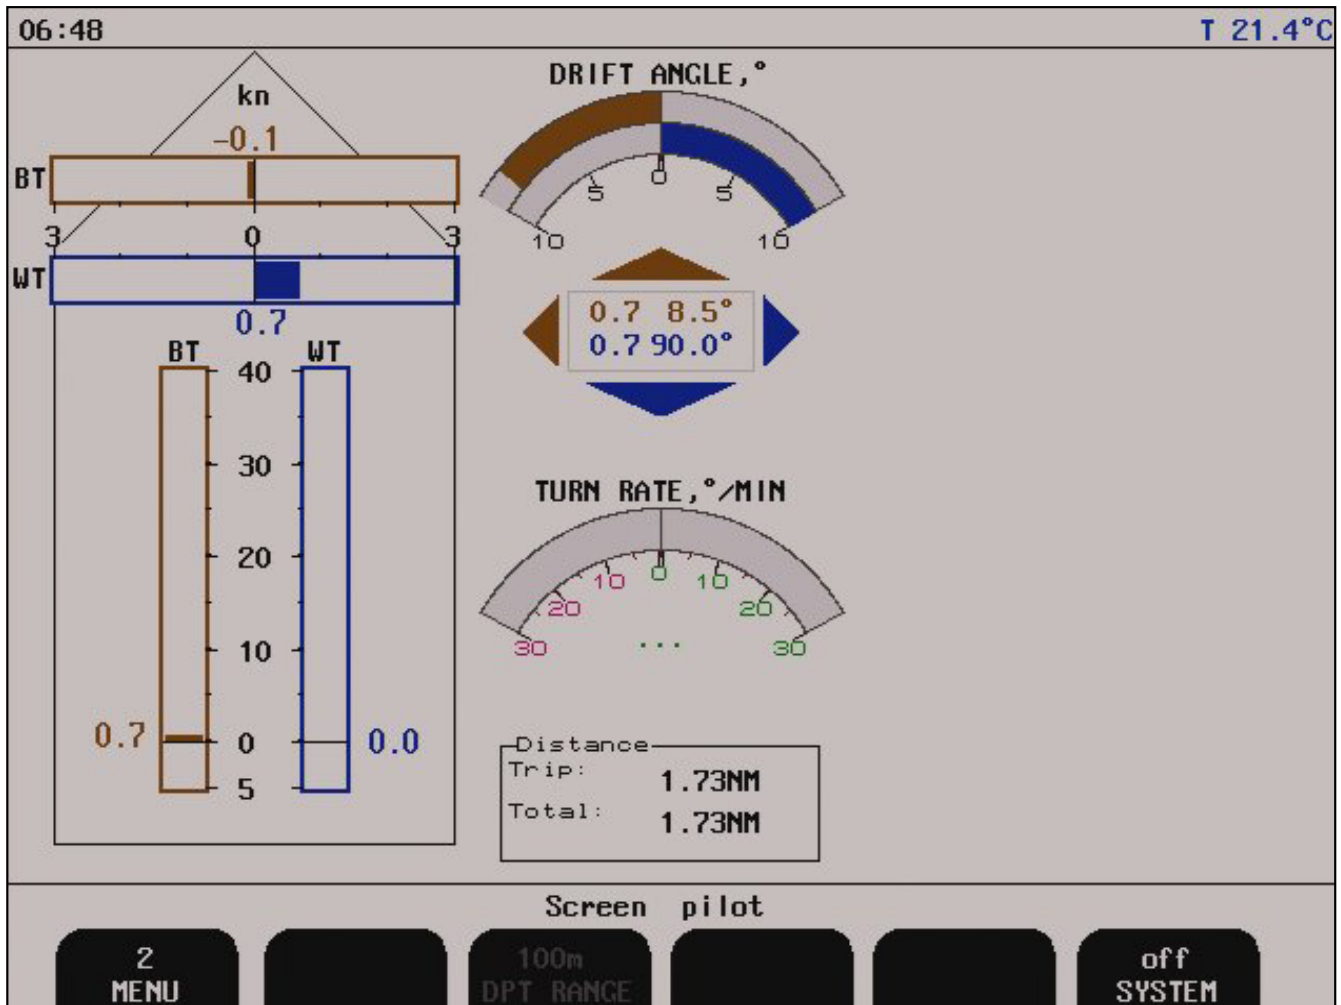 06:48 T 21.4°C
DRIFT ANGLE,°
kn
-0.1
BT
5 0 5
10 10
3 0 3
WT
0.7 8.5°
0.7 90.0°
0.7
BT WT
40
30
20
10
0.7 0 0.0
5
TURN RATE,°/MIN
10 0 10
20 20
30 ... 30
Distance
Trip: 1.73NM
Total: 1.73NM
Screen pilot
2 100m off
MENU DPT RANGE SYSTEM